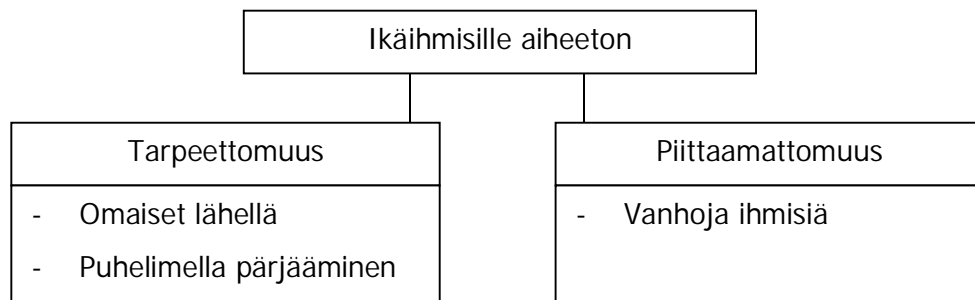 Ikäihmisille aiheeton
Tarpeettomuus
- Omaiset lähellä
- Puhelimella pärjääminen
Piittaamattomuus
- Vanhoja ihmisiä